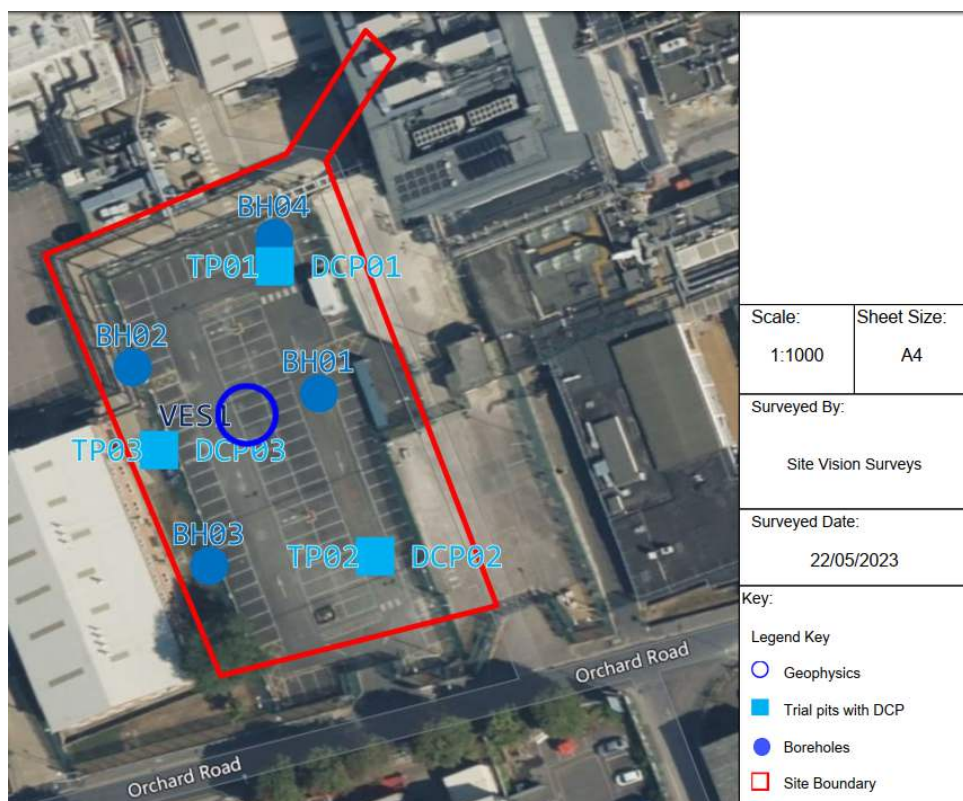 BH04
TP01 DCP01
BH02
BH01
VES1
TP03 DCP03
BH03
TP02 DCP02
Orchard Road
Orchard Road
Scale:
1:1000
Sheet Size:
A4
Surveyed By:
Site Vision Surveys
Surveyed Date:
22/05/2023
Key:
Legend Key
Geophysics
Trial pits with DCP
Boreholes
Site Boundary